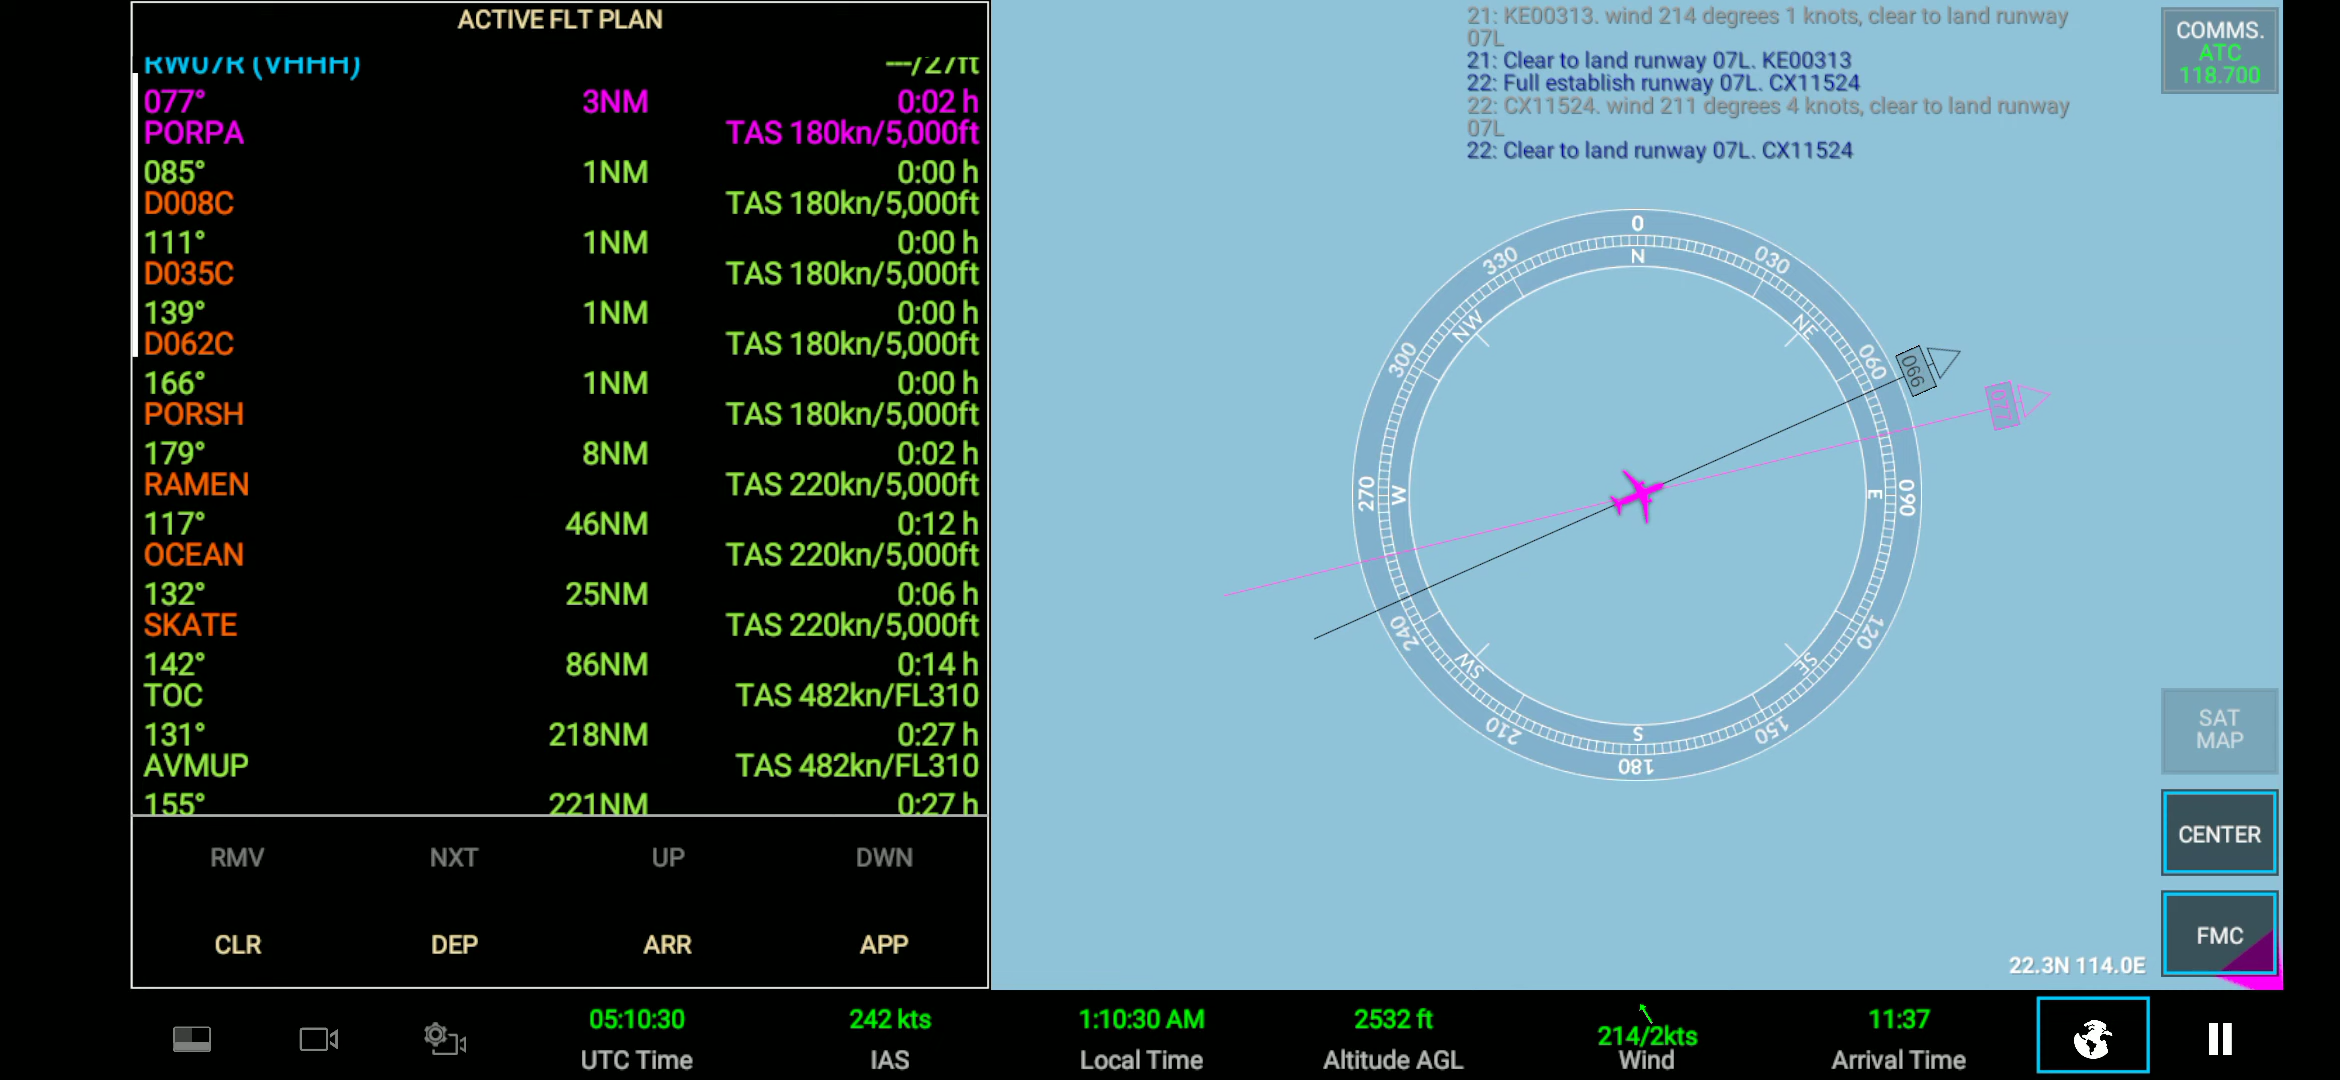 ACTIVE FLT PLAN
RW07R (VHHH) ---/27ft
077° 3NM 0:02 h
PORPA TAS 180kn/5,000ft
085° 1NM 0:00 h
D008C TAS 180kn/5,000ft
111° 1NM 0:00 h
D035C TAS 180kn/5,000ft
139° 1NM 0:00 h
D062C TAS 180kn/5,000ft
166° 1NM 0:00 h
PORSH TAS 180kn/5,000ft
179° 8NM 0:02 h
RAMEN TAS 220kn/5,000ft
117° 46NM 0:12 h
OCEAN TAS 220kn/5,000ft
132° 25NM 0:06 h
SKATE TAS 220kn/5,000ft
142° 86NM 0:14 h
TOC TAS 482kn/FL310
131° 218NM 0:27 h
AVMUP TAS 482kn/FL310
155° 221NM 0:27 h
RMV NXT UP DWN
CLR DEP ARR APP
21: KE00313. wind 214 degrees 1 knots, clear to land runway
07L
21: Clear to land runway 07L. KE00313
22: Full establish runway 07L. CX11524
22: CX11524. wind 211 degrees 4 knots, clear to land runway
07L
22: Clear to land runway 07L. CX11524
COMMS.
ATC
118.700
0
330 030
N
NW NE
300 060
066
077
270 W E 090
240 120
SW SE
210 150
S
180
SAT
MAP
CENTER
FMC
22.3N 114.0E
05:10:30 242 kts 1:10:30 AM 2532 ft 214/2kts 11:37
UTC Time IAS Local Time Altitude AGL Wind Arrival Time